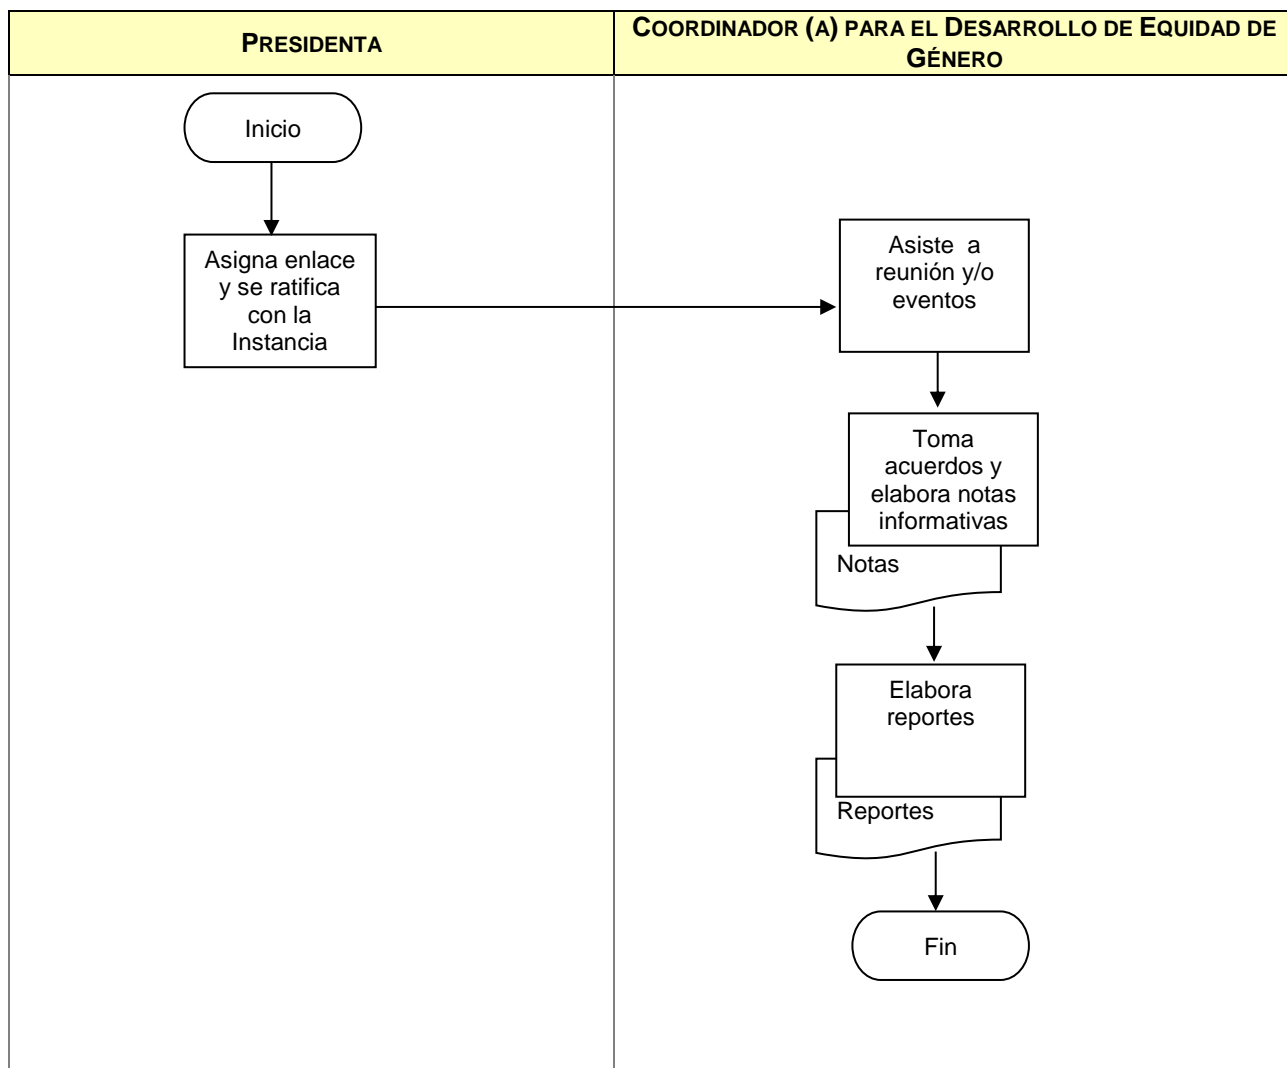 PRESIDENTA
COORDINADOR (A) PARA EL DESARROLLO DE EQUIDAD DE
GÉNERO
Inicio
Asigna enlace
y se ratifica
con la
Instancia
Asiste  a
reunión y/o
eventos
Toma
acuerdos y
elabora notas
informativas
Notas
Elabora
reportes
Reportes
Fin